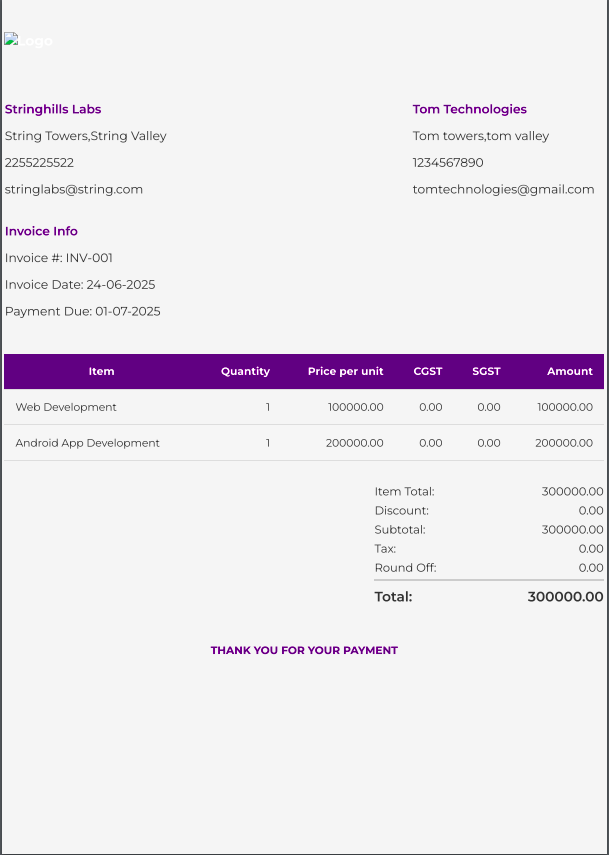 Logo
Stringhills Labs
String Towers,String Valley
2255225522
stringlabs@string.com
Tom Technologies
Tom towers,tom valley
1234567890
tomtechnologies@gmail.com
Invoice Info
Invoice #: INV-001
Invoice Date: 24-06-2025
Payment Due: 01-07-2025
Item Quantity Price per unit CGST SGST Amount
Web Development 1 100000.00 0.00 0.00 100000.00
Android App Development 1 200000.00 0.00 0.00 200000.00
Item Total: 300000.00
Discount: 0.00
Subtotal: 300000.00
Tax: 0.00
Round Off: 0.00
Total: 300000.00
THANK YOU FOR YOUR PAYMENT